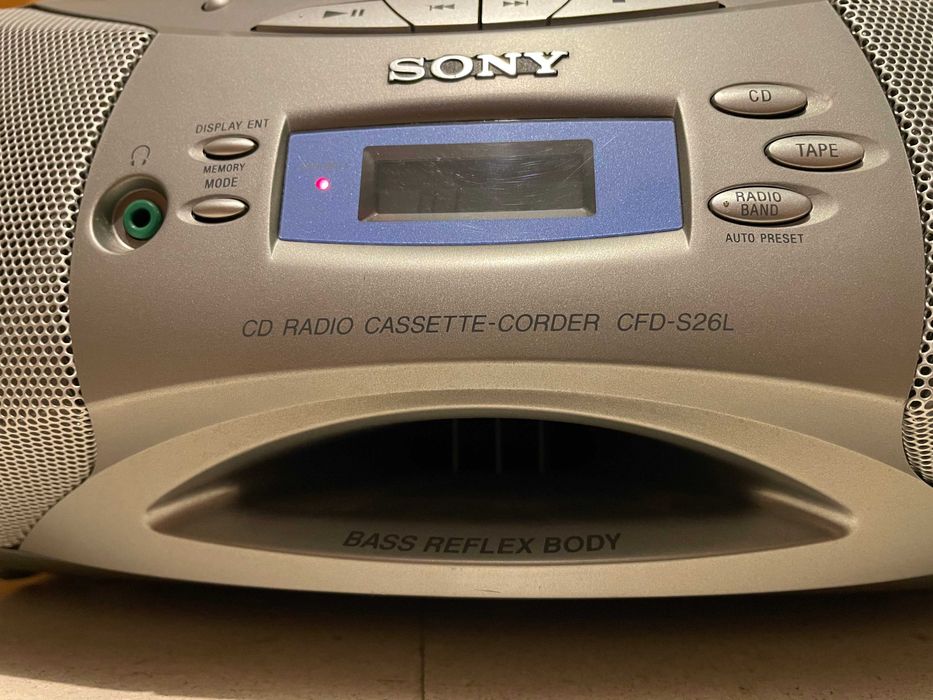 SONY
DISPLAY ENT
MEMORY
MODE
CD
TAPE
RADIO
BAND
AUTO PRESET
CD RADIO CASSETTE-CORDER CFD-S26L
BASS REFLEX BODY